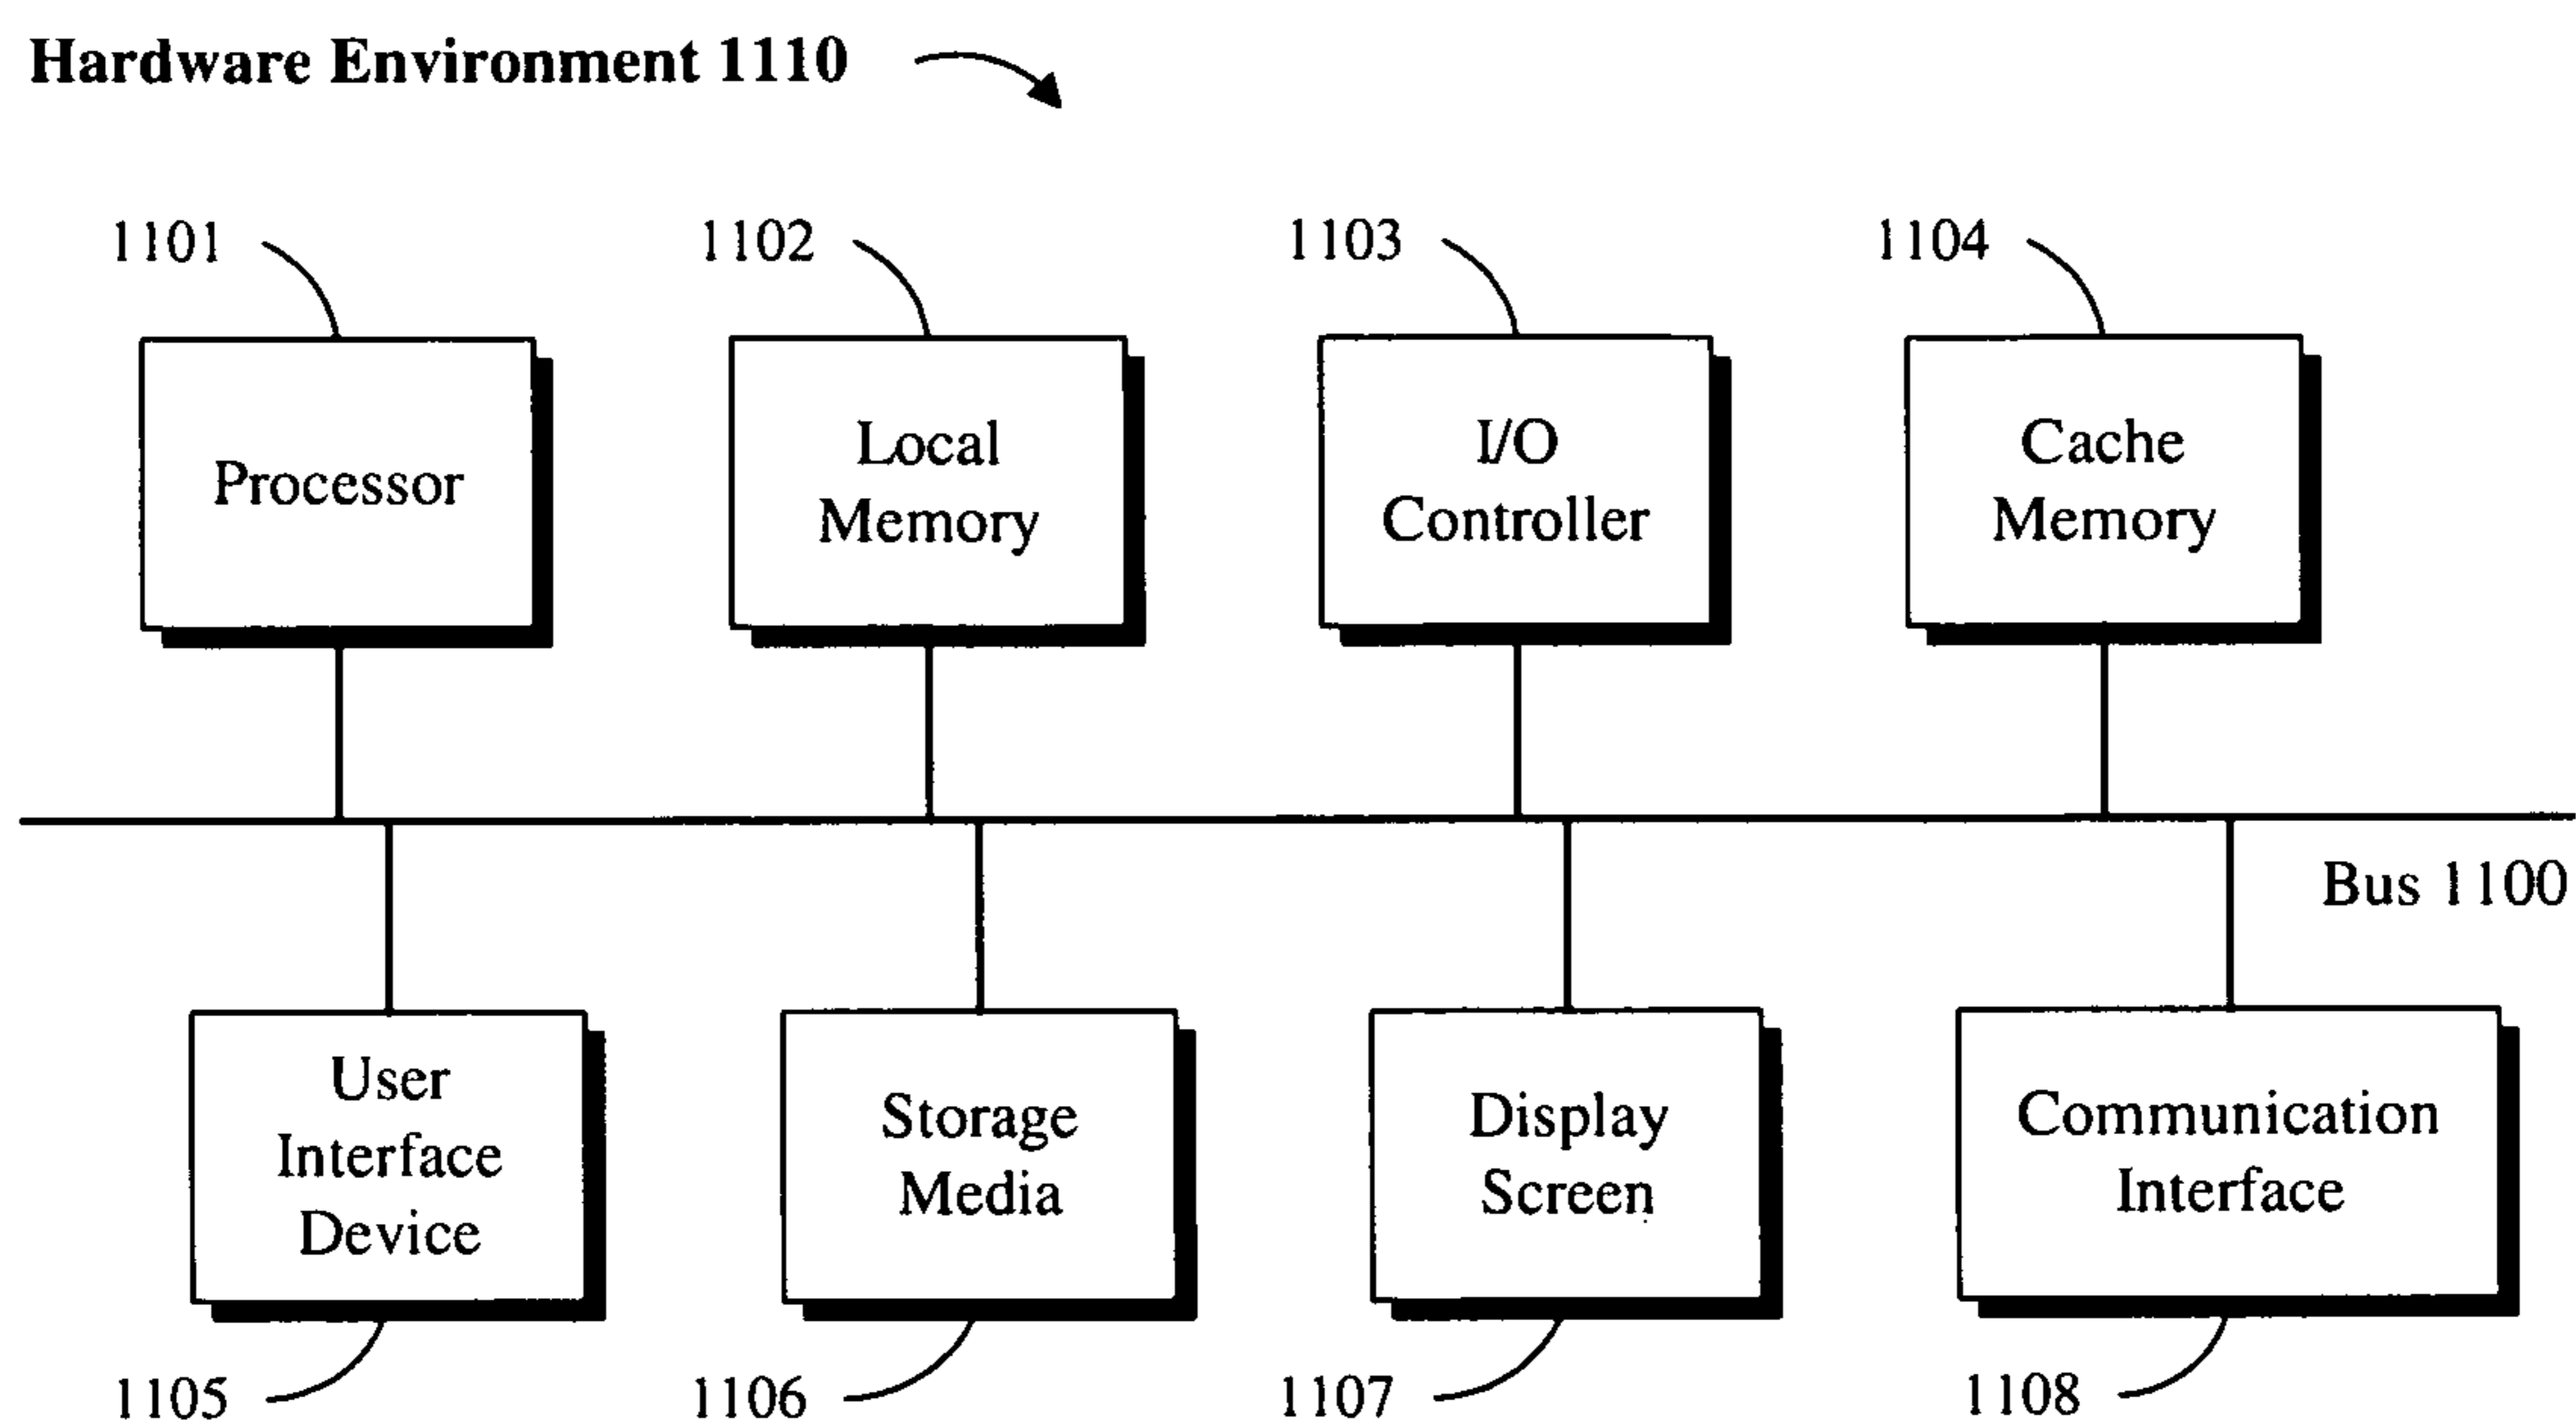 Hardware Environment 1110
1101
1102
1103
1104
Processor
Local
Memory
I/O
Controller
Cache
Memory
Bus 1100
User
Interface
Device
Storage
Media
Display
Screen
Communication
Interface
1105
1106
1107
1108